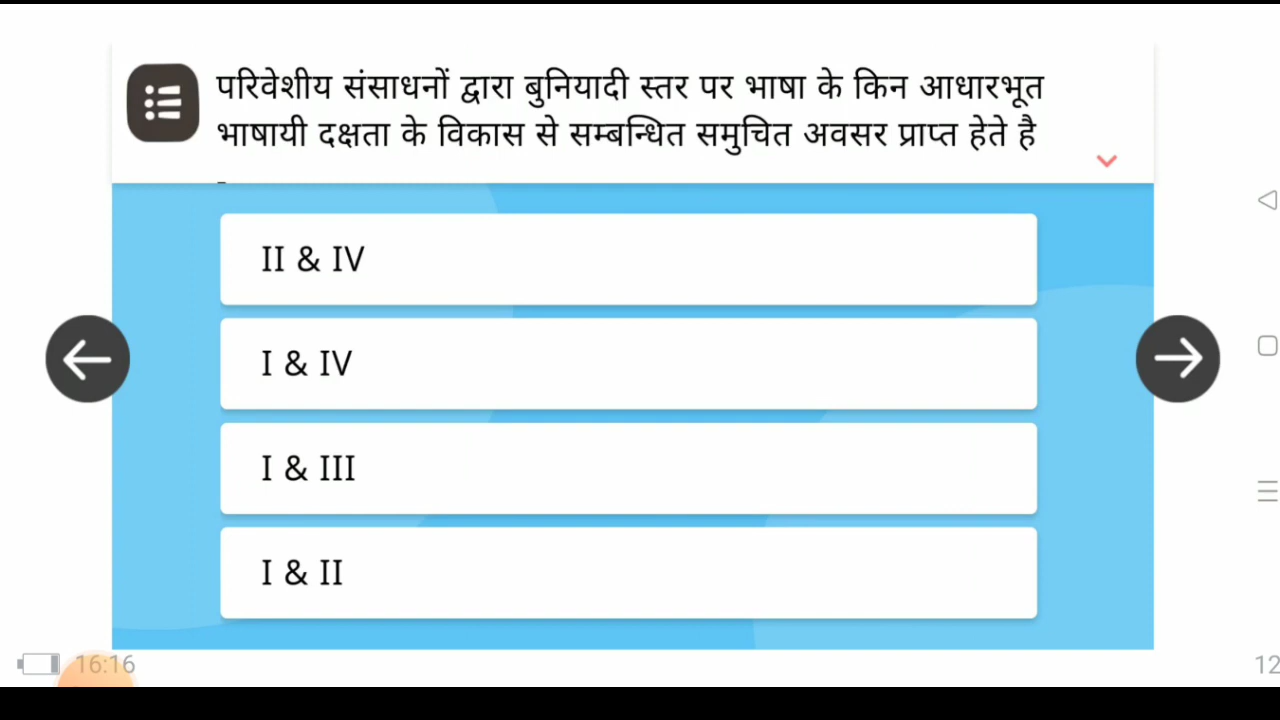 परिवेशीय संसाधनों द्वारा बुनियादी स्तर पर भाषा के किन आधारभूत
भाषायी दक्षता के विकास से सम्बन्धित समुचित अवसर प्राप्त हेते है
II & IV
I & IV
I & III
I & II
16:16
12